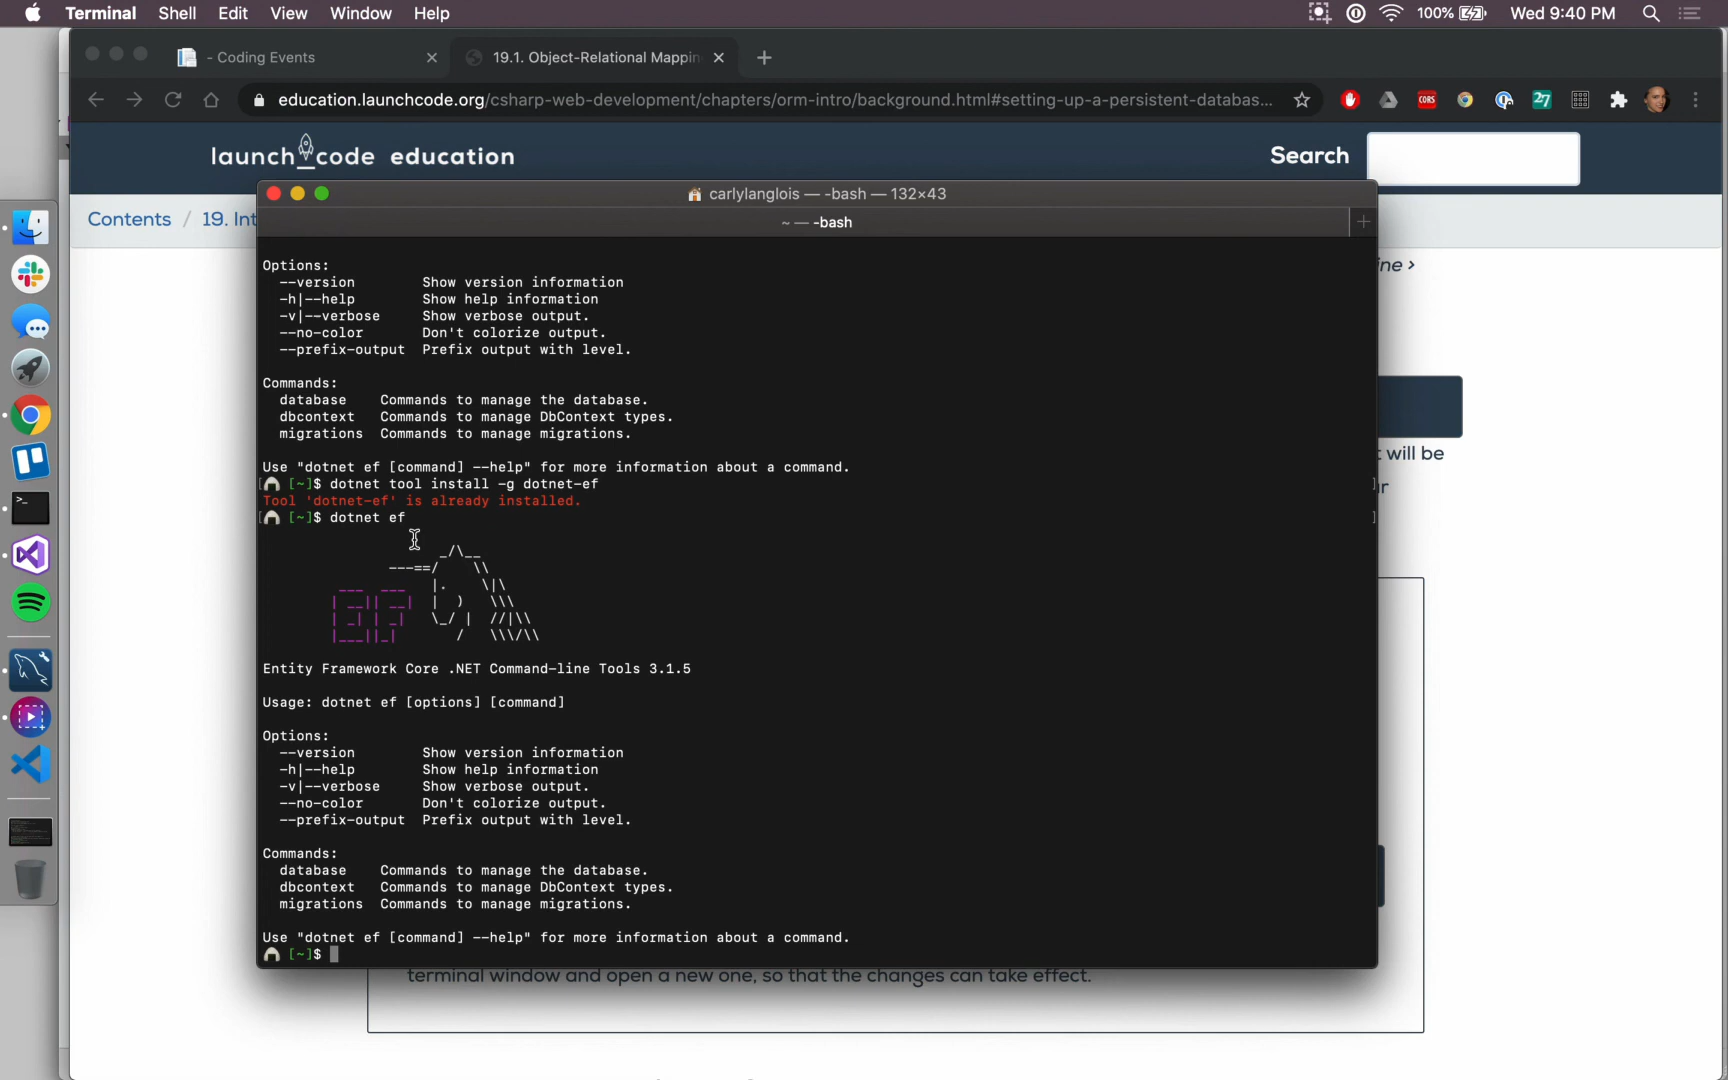 Terminal Shell Edit View Window Help 100% Wed 9:40 PM
- Coding Events
19.1. Object-Relational Mappin
education.launchcode.org/csharp-web-development/chapters/orm-intro/background.html#setting-up-a-persistent-databas...
CORS
27
launch code education
Search
carlylanglois — -bash — 132×43
Contents / 19. Int
~ — -bash
ine >
Options:
--version Show version information
-h|--help Show help information
-v|--verbose Show verbose output.
--no-color Don't colorize output.
--prefix-output Prefix output with level.
Commands:
database Commands to manage the database.
dbcontext Commands to manage DbContext types.
migrations Commands to manage migrations.
t will be
Use "dotnet ef [command] --help" for more information about a command.
[~]$ dotnet tool install -g dotnet-ef
Tool 'dotnet-ef' is already installed.
[~]$ dotnet ef
EF
Entity Framework Core .NET Command-line Tools 3.1.5
Usage: dotnet ef [options] [command]
Options:
--version Show version information
-h|--help Show help information
-v|--verbose Show verbose output.
--no-color Don't colorize output.
--prefix-output Prefix output with level.
Commands:
database Commands to manage the database.
dbcontext Commands to manage DbContext types.
migrations Commands to manage migrations.
Use "dotnet ef [command] --help" for more information about a command.
[~]$
terminal window and open a new one, so that the changes can take effect.